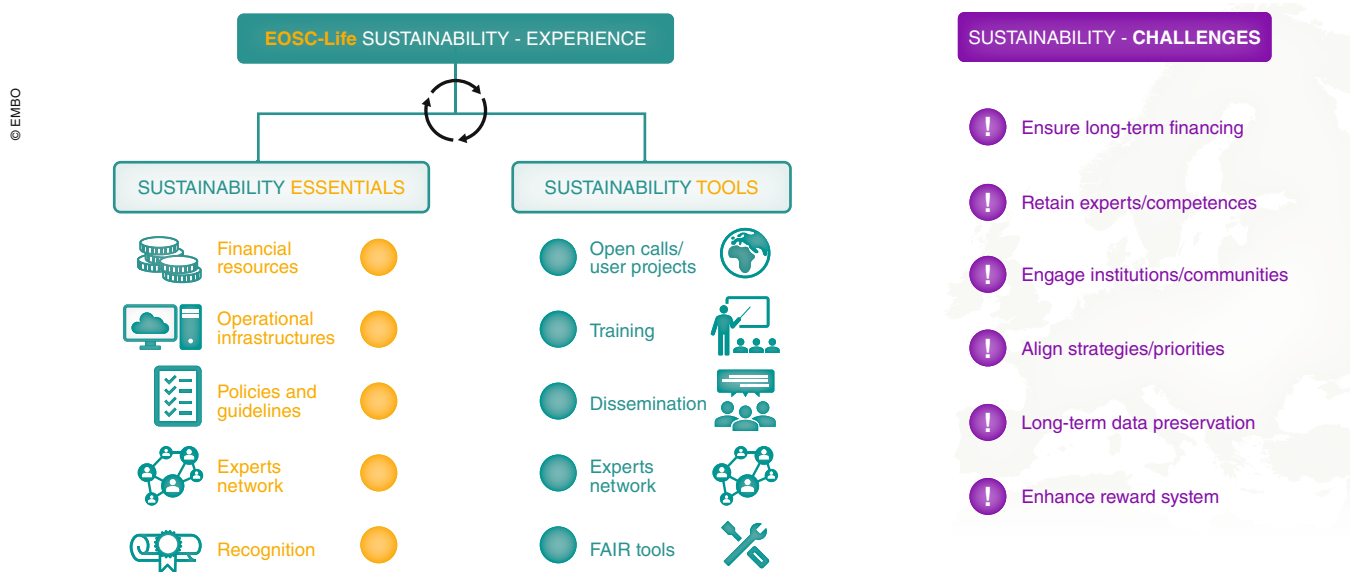 EOSC-Life SUSTAINABILITY - EXPERIENCE
© EMBO
SUSTAINABILITY ESSENTIALS
Financial
resources
Operational
infrastructures
Policies and
guidelines
Experts
network
Recognition
SUSTAINABILITY TOOLS
Open calls/
user projects
Training
Dissemination
Experts
network
FAIR tools
SUSTAINABILITY - CHALLENGES
! Ensure long-term financing
! Retain experts/competences
! Engage institutions/communities
! Align strategies/priorities
! Long-term data preservation
! Enhance reward system